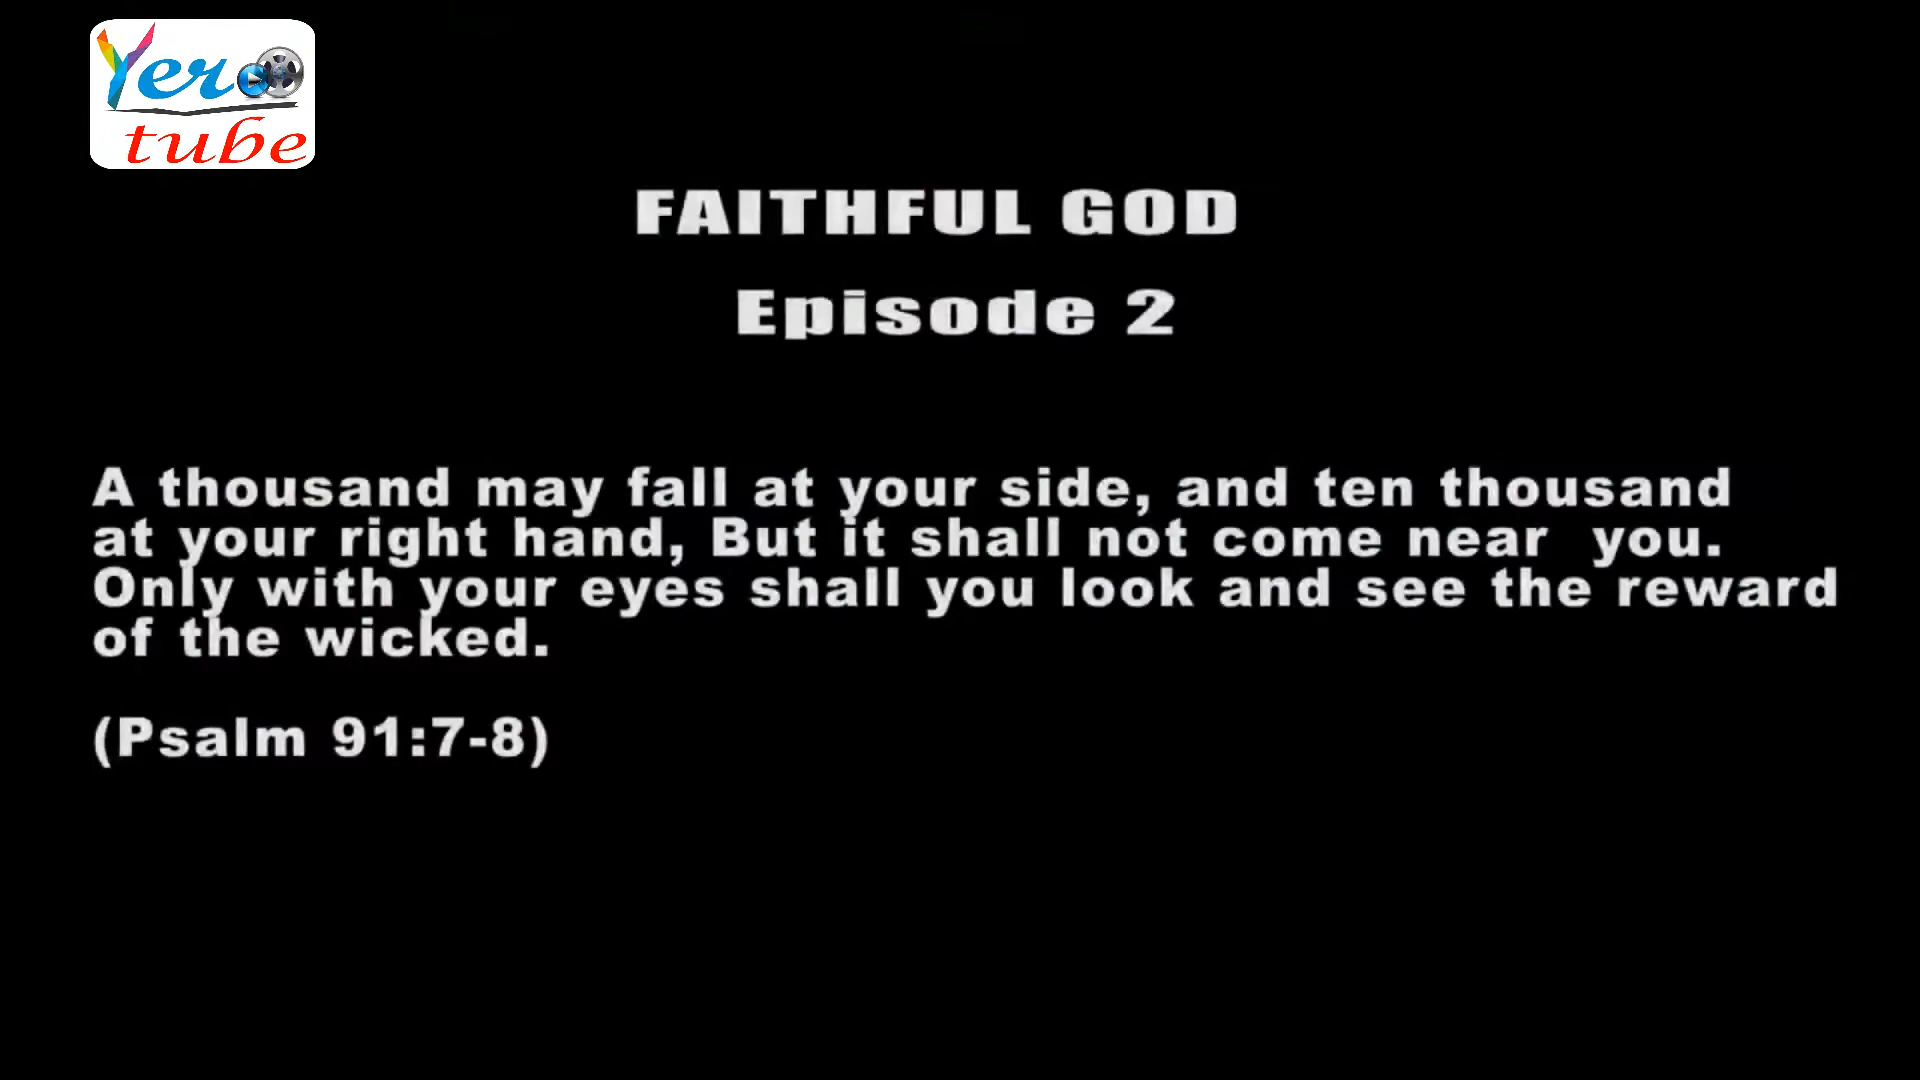 Yero
tube
FAITHFUL GOD
Episode 2
A thousand may fall at your side, and ten thousand
at your right hand, But it shall not come near  you.
Only with your eyes shall you look and see the reward
of the wicked.
(Psalm 91:7-8)